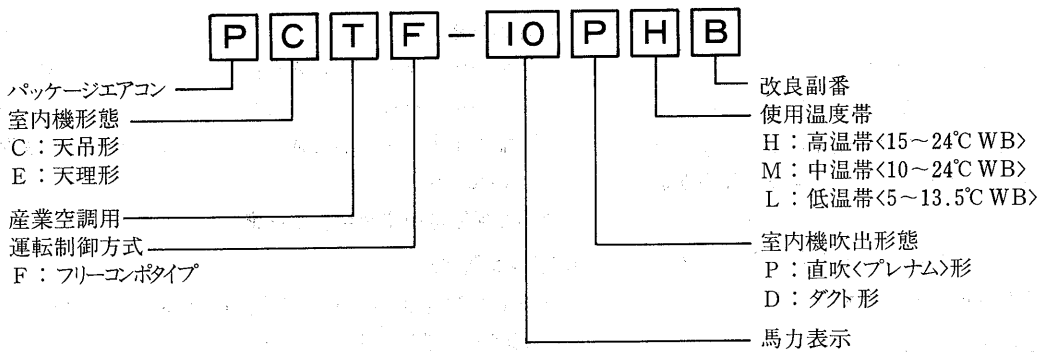 PCTF-10PHB
パッケージエアコン
室内機形態
C：天吊形
E：天理形
産業空調用
運転制御方式
F：フリーコンポタイプ
改良副番
使用温度帯
H：高温帯<15～24℃ WB>
M：中温帯<10～24℃ WB>
L：低温帯<5～13.5℃ WB>
室内機吹出形態
P：直吹<プレナム>形
D：ダクト形
馬力表示